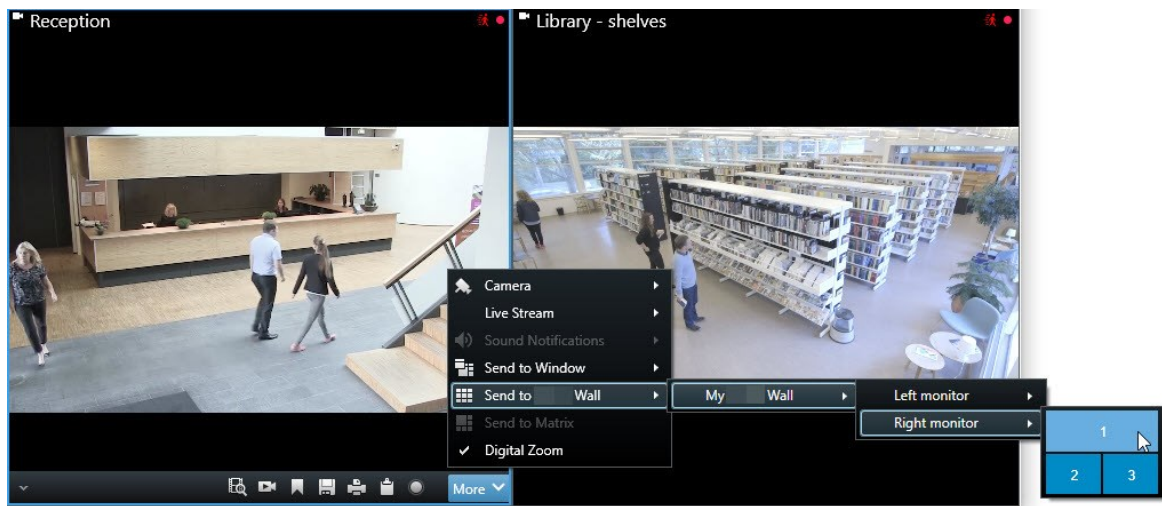 Reception
Library - shelves
Camera
Live Stream
Sound Notifications
Send to Window
Send to Wall
My Wall
Left monitor
Right monitor
1
2
3
Send to Matrix
Digital Zoom
More